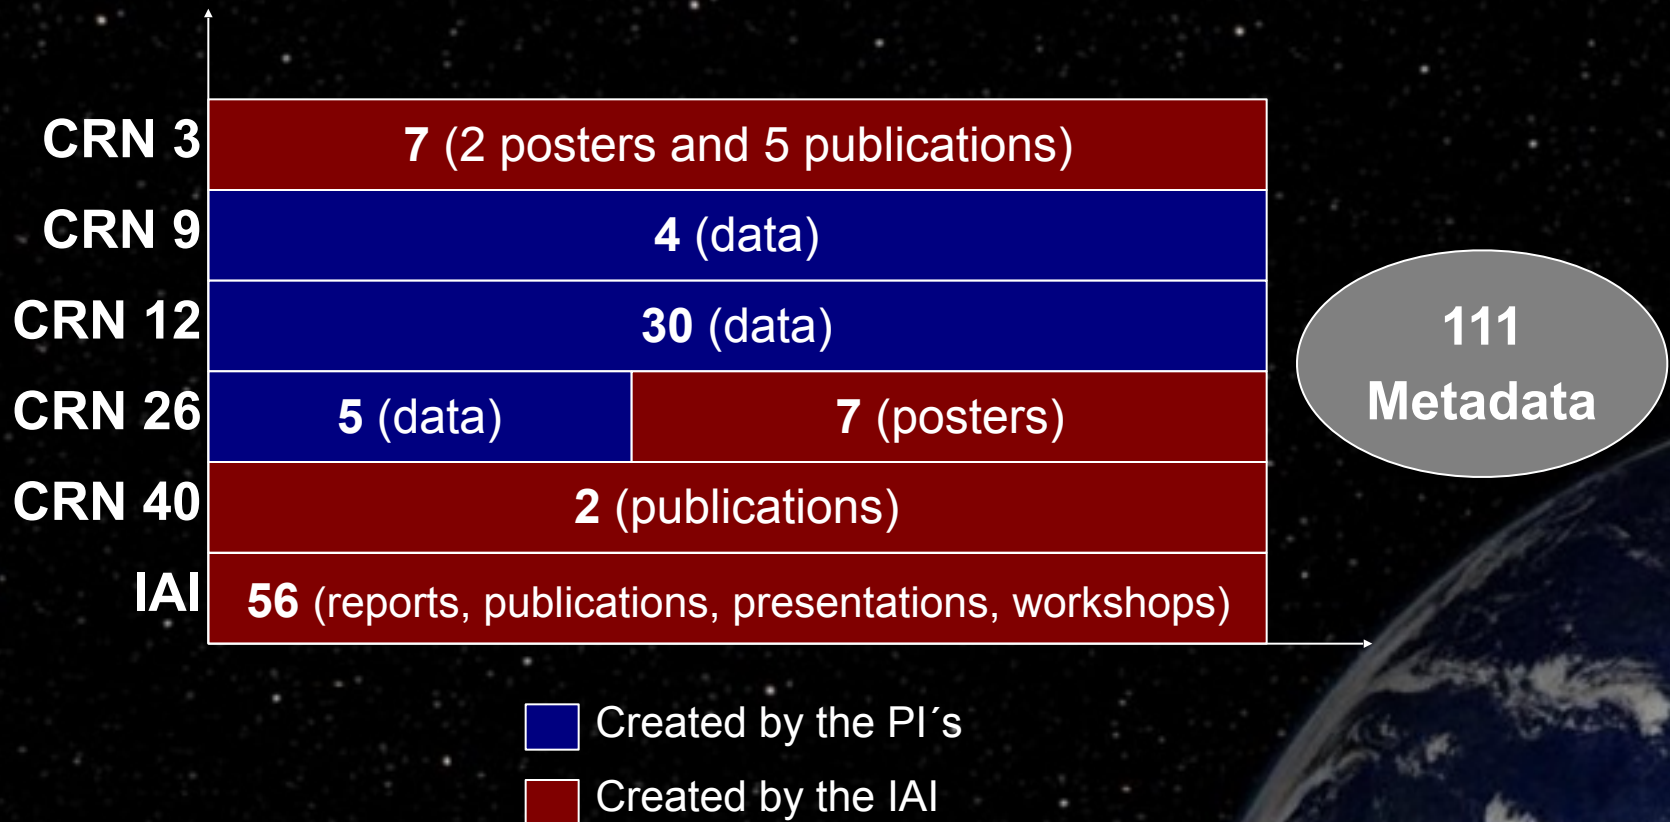 CRN 3
7 (2 posters and 5 publications)
CRN 9
4 (data)
CRN 12
30 (data)
CRN 26
5 (data)
7 (posters)
CRN 40
2 (publications)
IAI
56 (reports, publications, presentations, workshops)
111
Metadata
Created by the PI´s
Created by the IAI